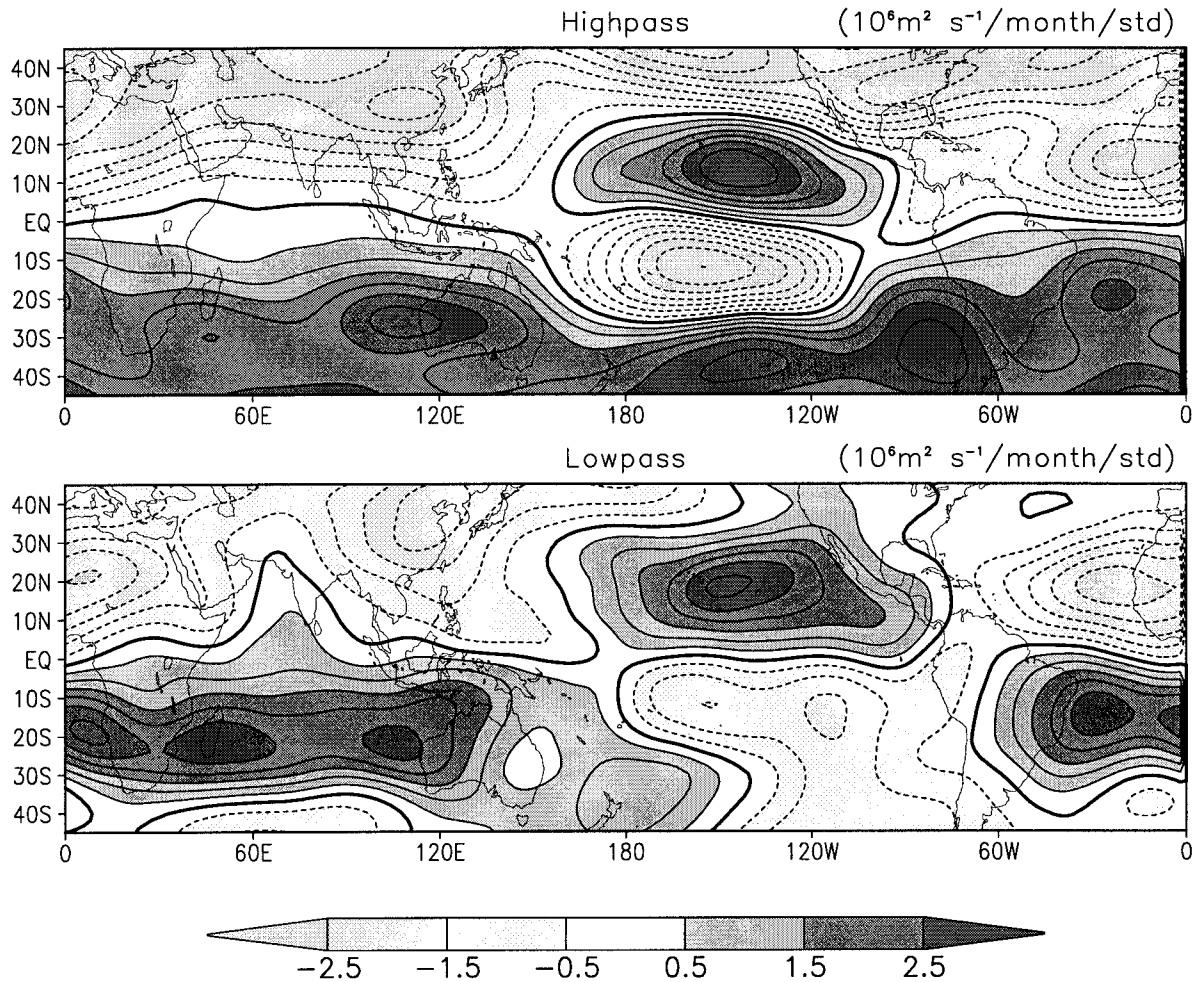 Highpass (10⁶m² s⁻¹/month/std)
40N
30N
20N
10N
EQ
10S
20S
30S
40S
0 60E 120E 180 120W 60W 0
Lowpass (10⁶m² s⁻¹/month/std)
40N
30N
20N
10N
EQ
10S
20S
30S
40S
0 60E 120E 180 120W 60W 0
−2.5 −1.5 −0.5 0.5 1.5 2.5